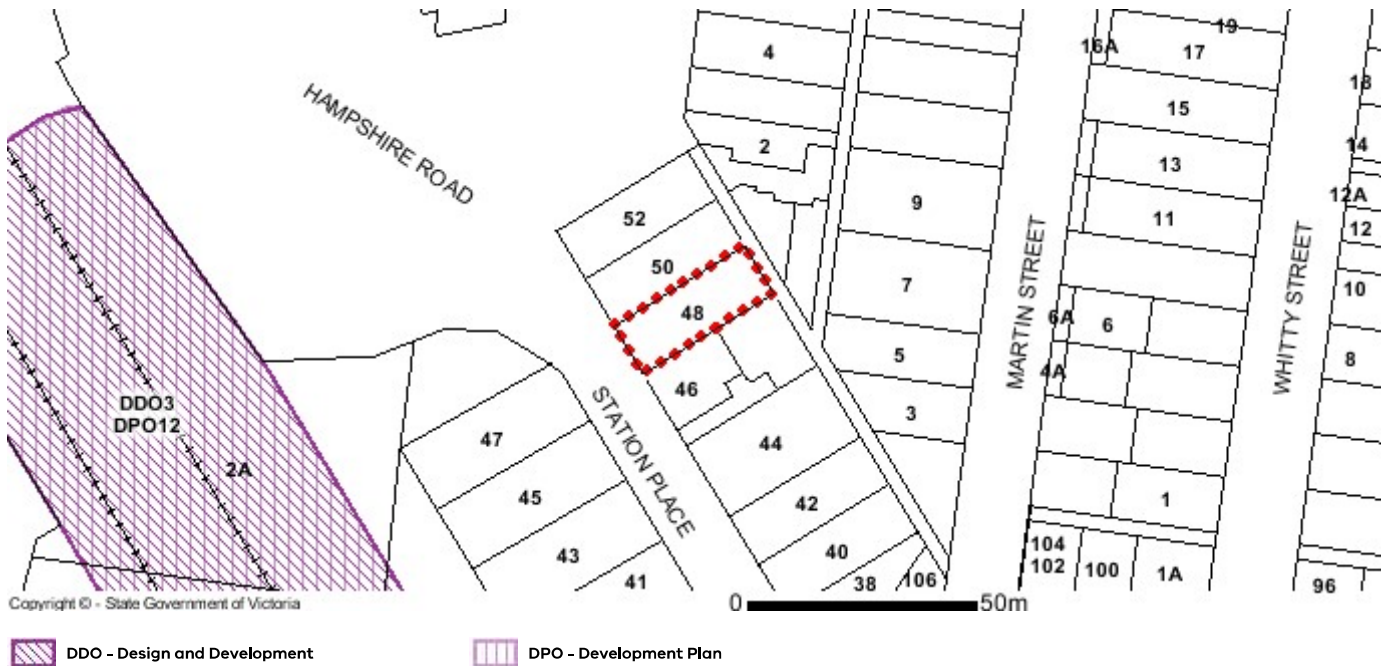 19
16A
17
4
18
HAMPSHIRE ROAD
15
14
2
13
12A
9
52
11
12
50
MARTIN STREET
WHITTY STREET
7
10
48
6A
6
5
8
46
4A
STATION PLACE
DDO3
DPO12
3
47
44
2A
45
42
1
43
40
104
102
100
1A
41
38
106
96
Copyright © - State Government of Victoria
0
50m
DDO - Design and Development
DPO - Development Plan